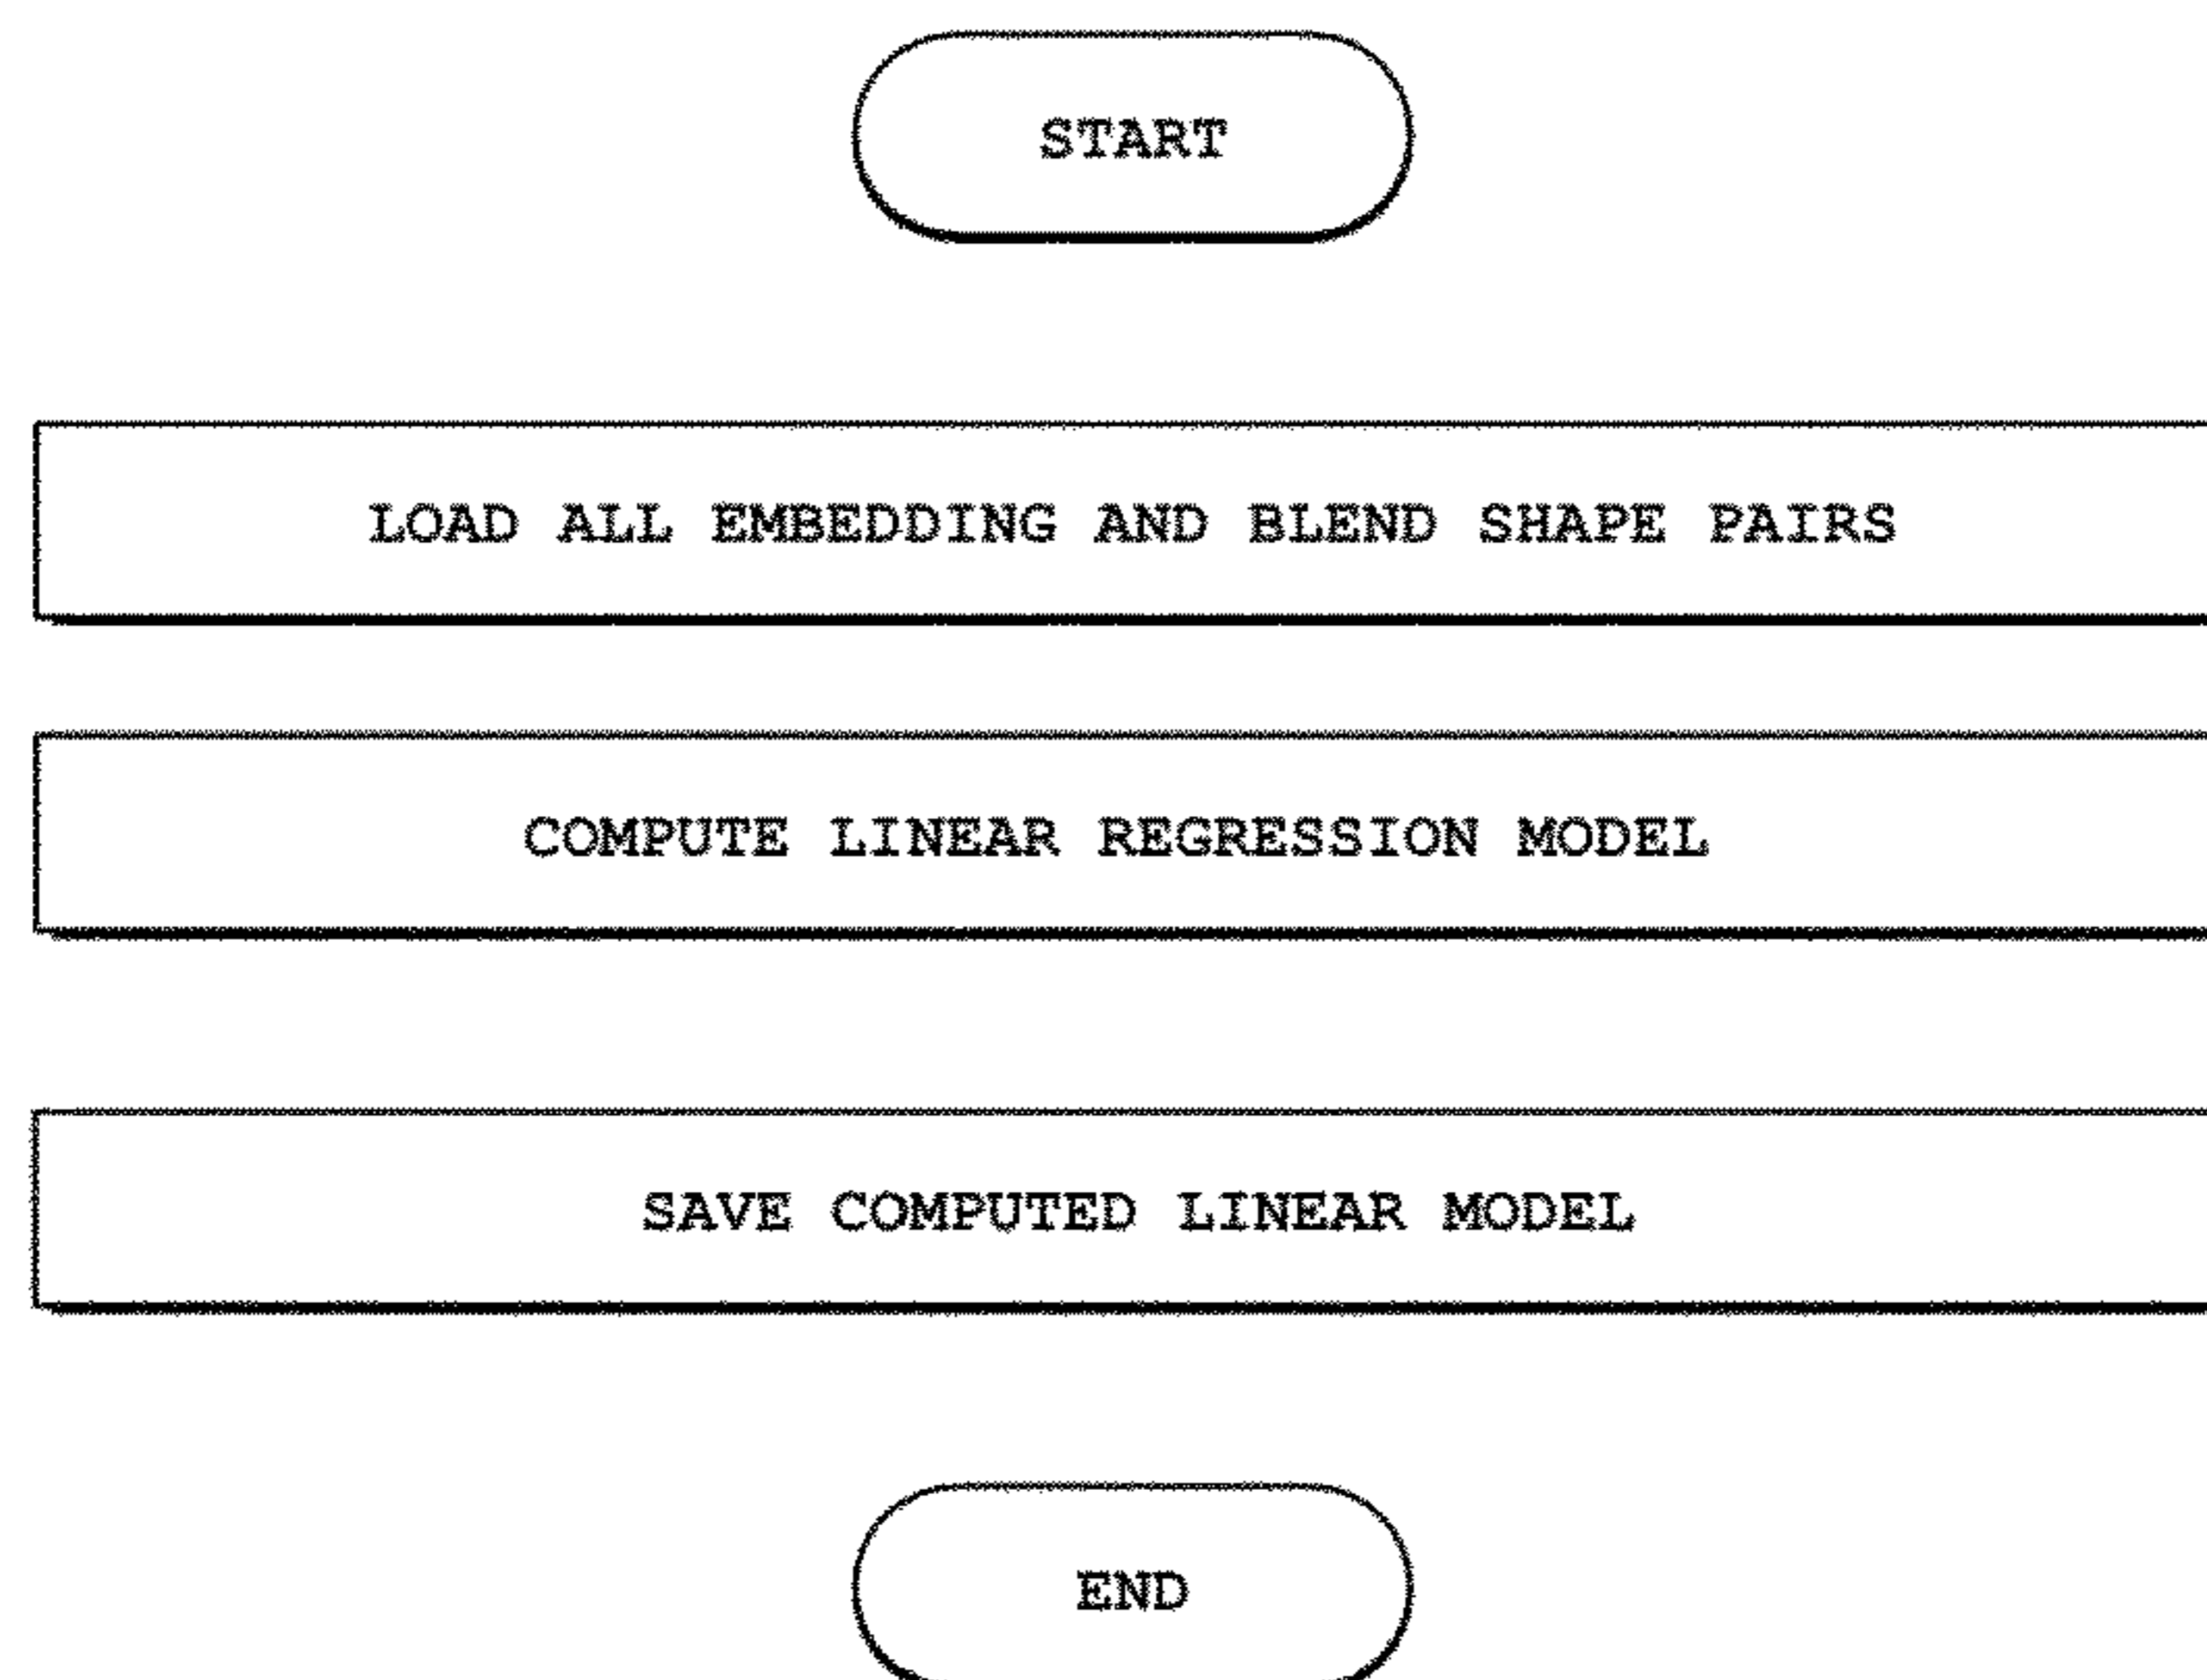 START
LOAD ALL EMBEDDING AND BLEND SHAPE PAIRS
COMPUTE LINEAR REGRESSION MODEL
SAVE COMPUTED LINEAR MODEL
END